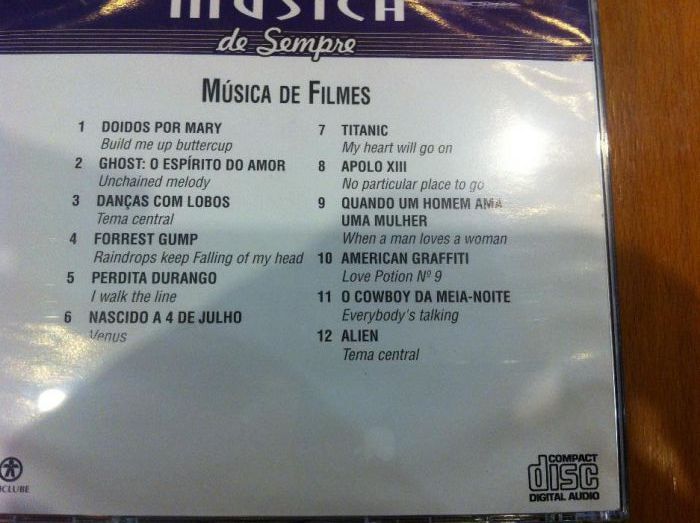 MÚSICA
de Sempre
MÚSICA DE FILMES
1 DOIDOS POR MARY
Build me up buttercup
2 GHOST: O ESPÍRITO DO AMOR
Unchained melody
3 DANÇAS COM LOBOS
Tema central
4 FORREST GUMP
Raindrops keep Falling of my head
5 PERDITA DURANGO
I walk the line
6 NASCIDO A 4 DE JULHO
Venus
7 TITANIC
My heart will go on
8 APOLO XIII
No particular place to go
9 QUANDO UM HOMEM AMA
UMA MULHER
When a man loves a woman
10 AMERICAN GRAFFITI
Love Potion Nº 9
11 O COWBOY DA MEIA-NOITE
Everybody's talking
12 ALIEN
Tema central
COMPACT
disc
DIGITAL AUDIO